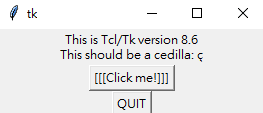 tk
This is Tcl/Tk version 8.6
This should be a cedilla: ç
[[[Click me!]]]
QUIT